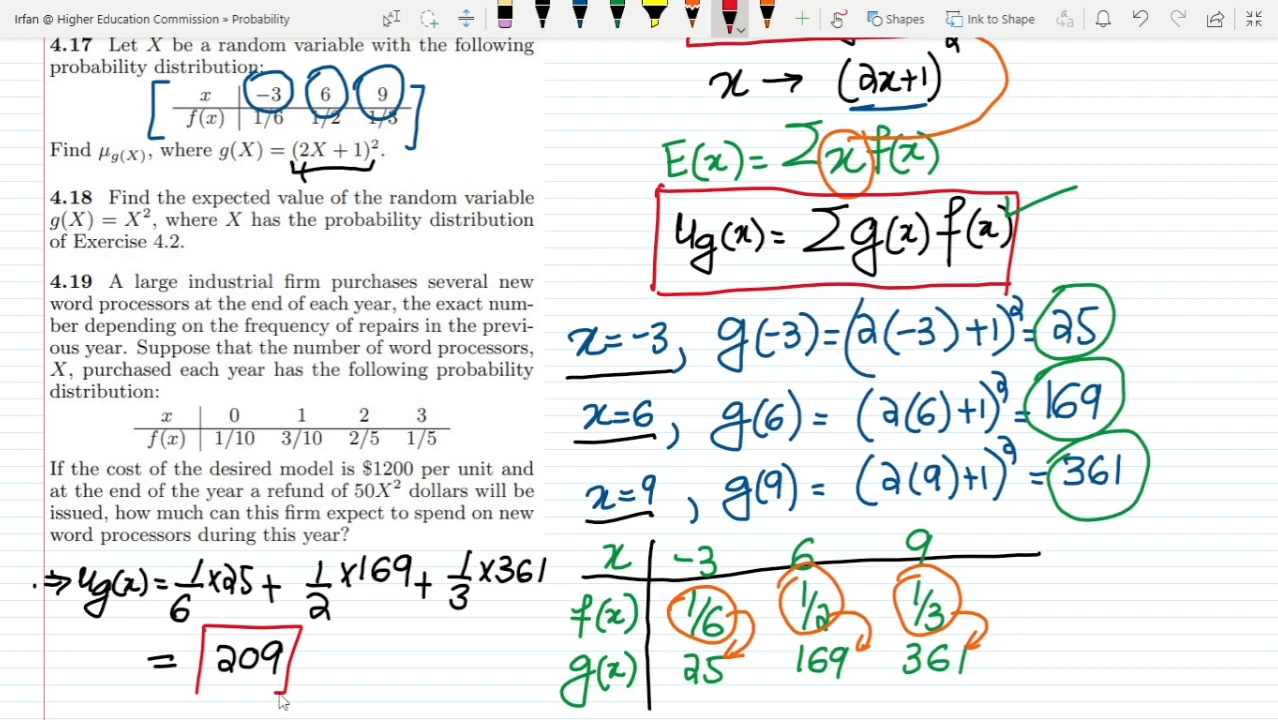 Irfan @ Higher Education Commission » Probability
Shapes
Ink to Shape
4.17 Let X be a random variable with the following
probability distribution:
x | −3 6 9
f(x) | 1/6 1/2 1/3
Find μg(X), where g(X) = (2X + 1)².
4.18 Find the expected value of the random variable
g(X) = X², where X has the probability distribution
of Exercise 4.2.
4.19 A large industrial firm purchases several new
word processors at the end of each year, the exact num-
ber depending on the frequency of repairs in the previ-
ous year. Suppose that the number of word processors,
X, purchased each year has the following probability
distribution:
x | 0 1 2 3
f(x) | 1/10 3/10 2/5 1/5
If the cost of the desired model is $1200 per unit and
at the end of the year a refund of 50X² dollars will be
issued, how much can this firm expect to spend on new
word processors during this year?
⇒ μg(x) = 1/6 × 25 + 1/2 × 169 + 1/3 × 361
= 209
x → (2x+1)²
E(x) = Σ x f(x)
μg(x) = Σ g(x) f(x)
x = -3, g(-3) = (2(-3)+1)² = 25
x = 6, g(6) = (2(6)+1)² = 169
x = 9, g(9) = (2(9)+1)² = 361
x | -3 6 9
f(x) | 1/6 1/2 1/3
g(x) | 25 169 361